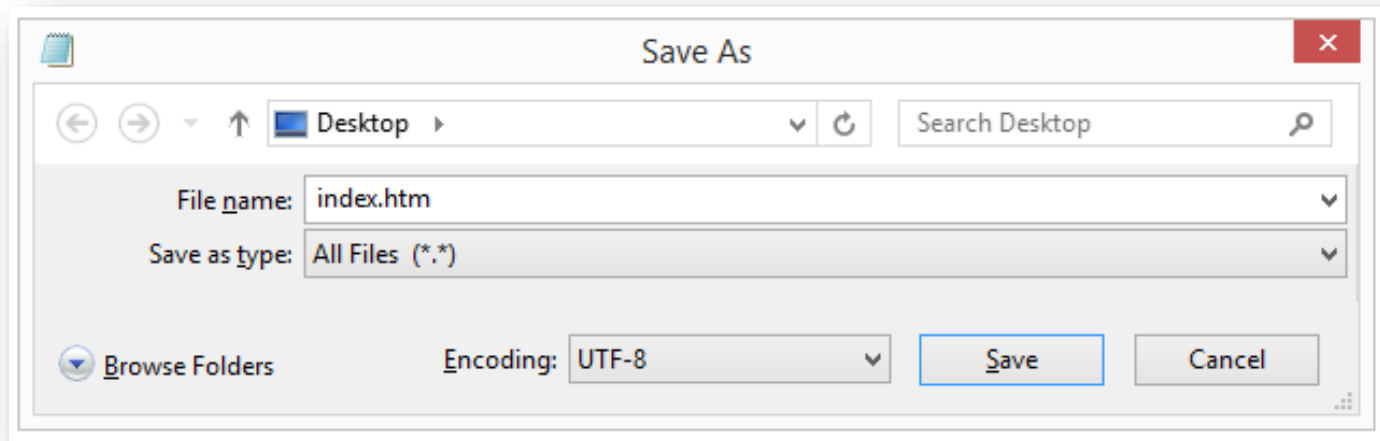 Save As
Desktop
Search Desktop
File name: index.htm
Save as type: All Files (*.*)
Browse Folders Encoding: UTF-8 Save Cancel